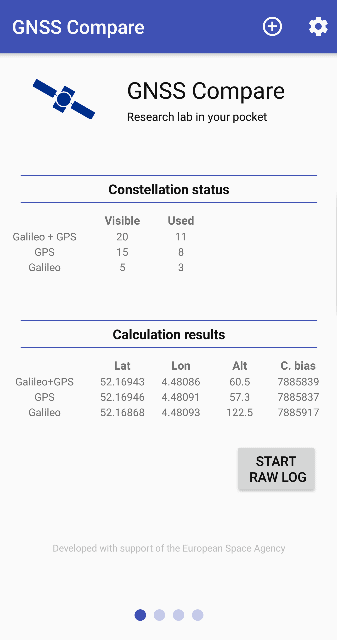 GNSS Compare
GNSS Compare
Research lab in your pocket
Constellation status
Visible Used
Galileo + GPS 20 11
GPS 15 8
Galileo 5 3
Calculation results
Lat Lon Alt C. bias
Galileo+GPS 52.16943 4.48086 60.5 7885839
GPS 52.16946 4.48091 57.3 7885837
Galileo 52.16868 4.48093 122.5 7885917
START
RAW LOG
Developed with support of the European Space Agency